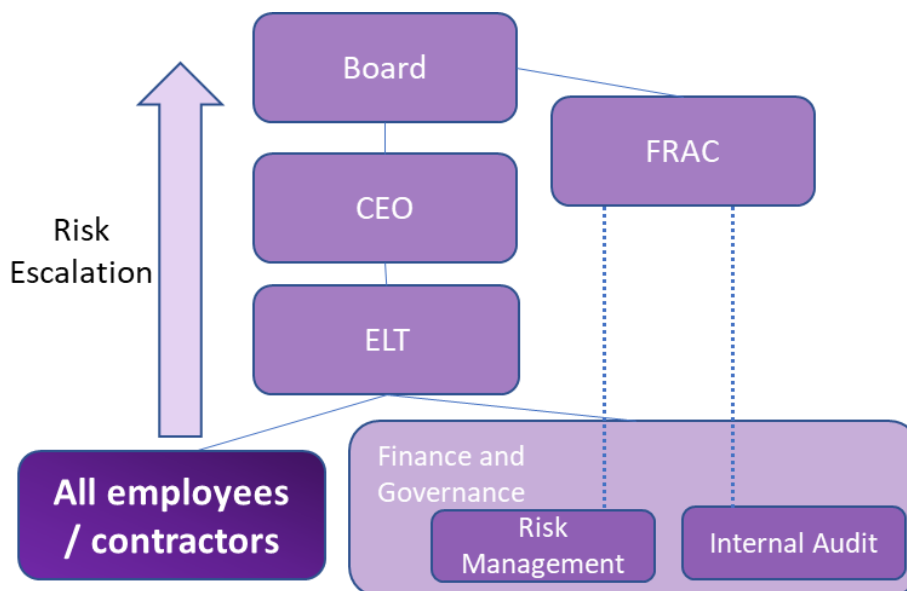 Board
FRAC
CEO
Risk
Escalation
ELT
All employees
/ contractors
Finance and
Governance
Risk
Management
Internal Audit